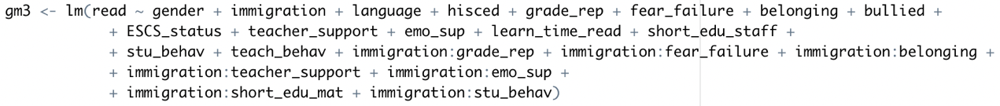 gm3 <- lm(read ~ gender + immigration + language + hisced + grade_rep + fear_failure + belonging + bullied +
+ ESCS_status + teacher_support + emo_sup + learn_time_read + short_edu_staff +
+ stu_behav + teach_behav + immigration:grade_rep + immigration:fear_failure + immigration:belonging +
+ immigration:teacher_support + immigration:emo_sup +
+ immigration:short_edu_mat + immigration:stu_behav)